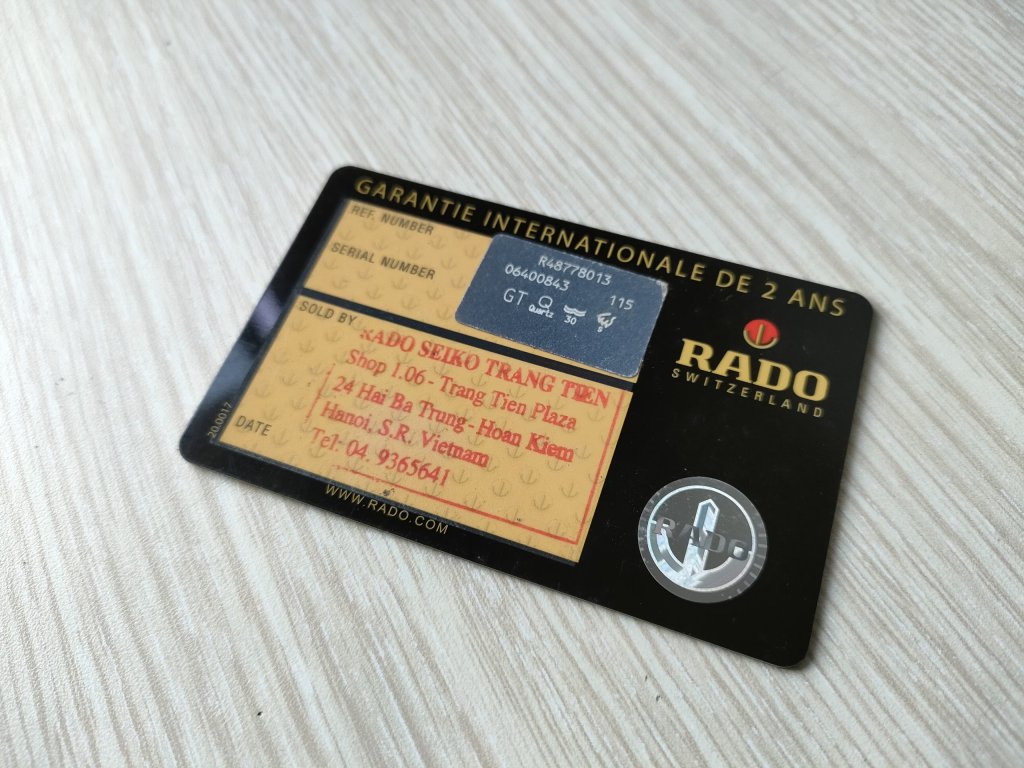 GARANTIE INTERNATIONALE DE 2 ANS
REF. NUMBER
SERIAL NUMBER
R48778013
06400843 115
GT Q Quartz 30
SOLD BY
RADO SEIKO TRANG TIEN
Shop 1.06 - Trang Tien Plaza
24 Hai Ba Trung - Hoan Kiem
Hanoi, S.R. Vietnam
Tel: 04. 9365641
DATE
20.0017
WWW.RADO.COM
RADO
SWITZERLAND
RADO